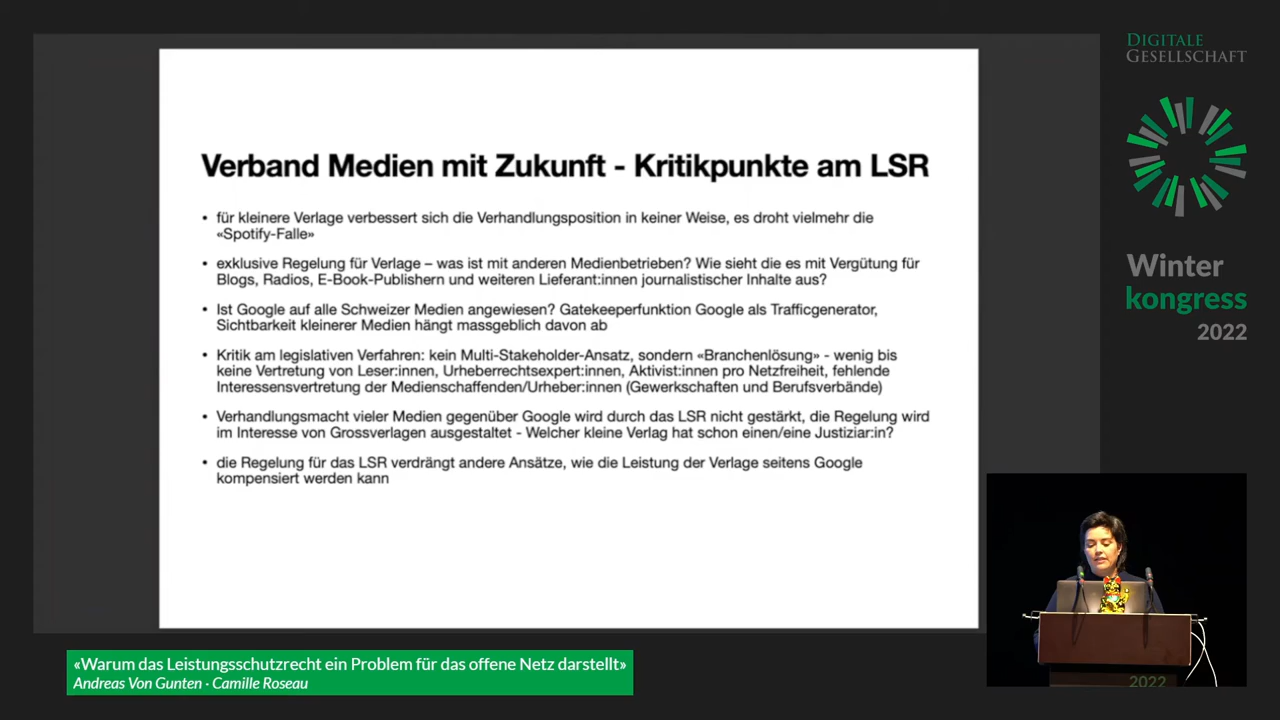 DIGITALE
GESELLSCHAFT
Winter
kongress
2022
Verband Medien mit Zukunft - Kritikpunkte am LSR
• für kleinere Verlage verbessert sich die Verhandlungsposition in keiner Weise, es droht vielmehr die
«Spotify-Falle»
• exklusive Regelung für Verlage – was ist mit anderen Medienbetrieben? Wie sieht die es mit Vergütung für
Blogs, Radios, E-Book-Publishern und weiteren Lieferant:innen journalistischer Inhalte aus?
• Ist Google auf alle Schweizer Medien angewiesen? Gatekeeperfunktion Google als Trafficgenerator,
Sichtbarkeit kleinerer Medien hängt massgeblich davon ab
• Kritik am legislativen Verfahren: kein Multi-Stakeholder-Ansatz, sondern «Branchenlösung» - wenig bis
keine Vertretung von Leser:innen, Urheberrechtsexpert:innen, Aktivist:innen pro Netzfreiheit, fehlende
Interessensvertretung der Medienschaffenden/Urheber:innen (Gewerkschaften und Berufsverbände)
• Verhandlungsmacht vieler Medien gegenüber Google wird durch das LSR nicht gestärkt, die Regelung wird
im Interesse von Grossverlagen ausgestaltet - Welcher kleine Verlag hat schon einen/eine Justiziar:in?
• die Regelung für das LSR verdrängt andere Ansätze, wie die Leistung der Verlage seitens Google
kompensiert werden kann
2022
«Warum das Leistungsschutzrecht ein Problem für das offene Netz darstellt»
Andreas Von Gunten · Camille Roseau